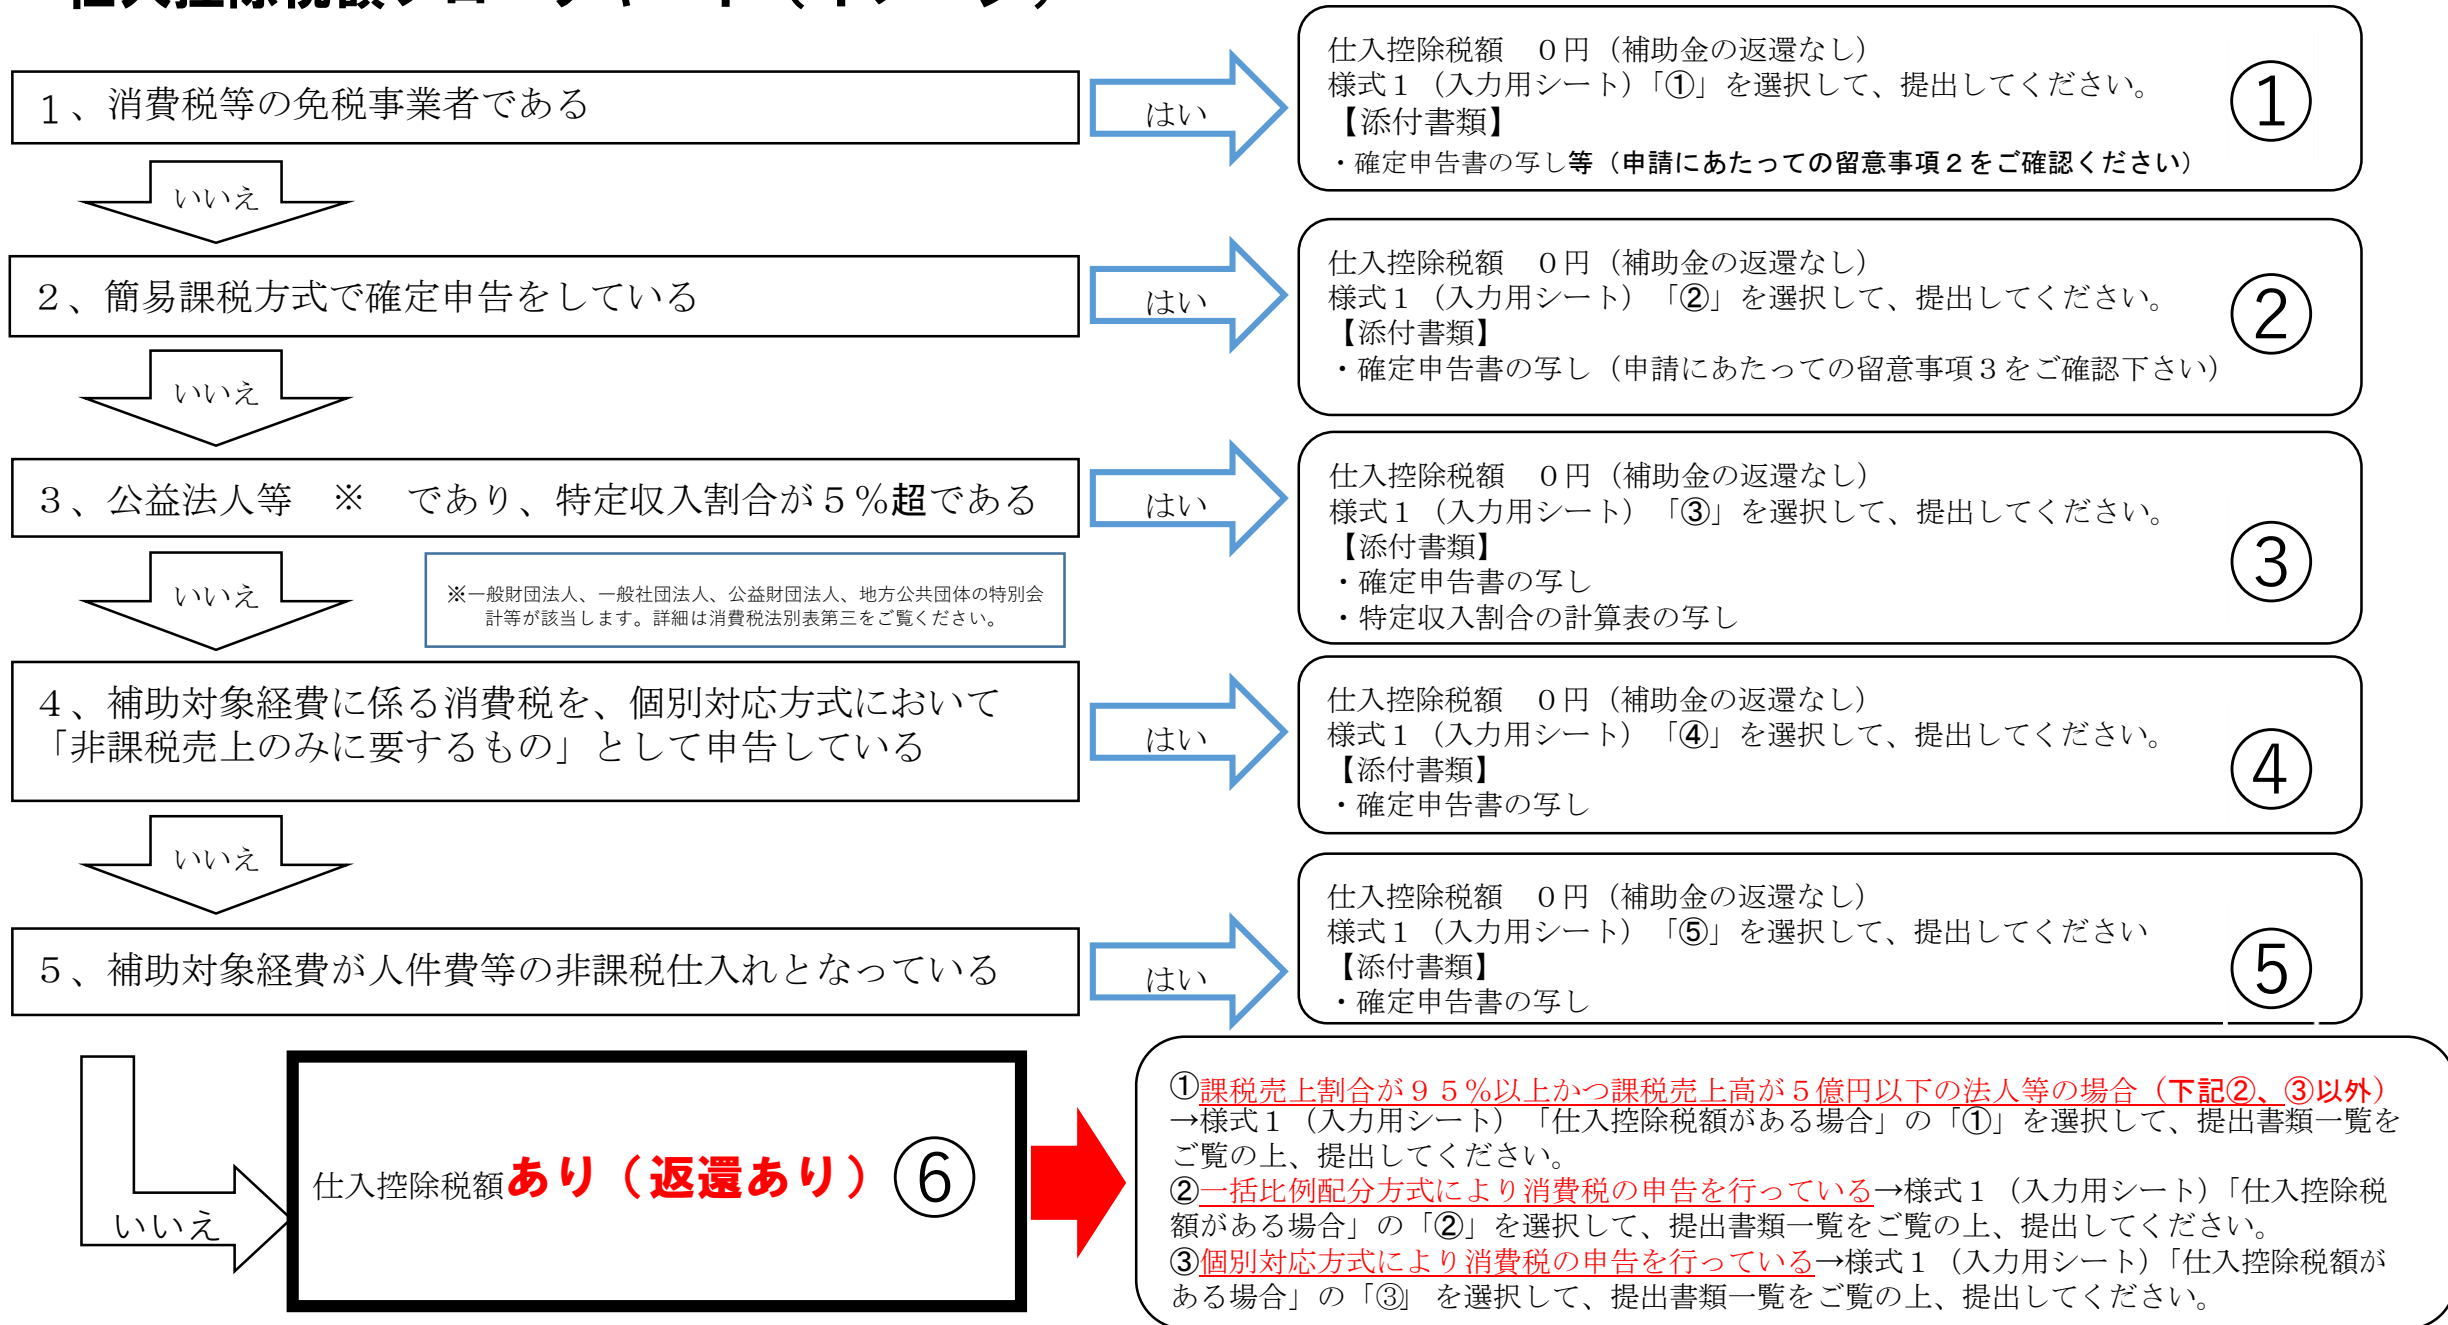 仕入控除税額フローチャート（イメージ）
１、消費税等の免税事業者である
はい
仕入控除税額　０円（補助金の返還なし）
様式１（入力用シート）「①」を選択して、提出してください。
【添付書類】
・確定申告書の写し等（申請にあたっての留意事項２をご確認ください）
①
いいえ
２、簡易課税方式で確定申告をしている
はい
仕入控除税額　０円（補助金の返還なし）
様式１（入力用シート）「②」を選択して、提出してください。
【添付書類】
・確定申告書の写し（申請にあたっての留意事項３をご確認下さい）
②
いいえ
３、公益法人等　※　であり、特定収入割合が５％超である
はい
仕入控除税額　０円（補助金の返還なし）
様式１（入力用シート）「③」を選択して、提出してください。
【添付書類】
・確定申告書の写し
・特定収入割合の計算表の写し
③
いいえ
※一般財団法人、一般社団法人、公益財団法人、地方公共団体の特別会
計等が該当します。詳細は消費税法別表第三をご覧ください。
４、補助対象経費に係る消費税を、個別対応方式において
「非課税売上のみに要するもの」として申告している
はい
仕入控除税額　０円（補助金の返還なし）
様式１（入力用シート）「④」を選択して、提出してください。
【添付書類】
・確定申告書の写し
④
いいえ
５、補助対象経費が人件費等の非課税仕入れとなっている
はい
仕入控除税額　０円（補助金の返還なし）
様式１（入力用シート）「⑤」を選択して、提出してください
【添付書類】
・確定申告書の写し
⑤
いいえ
仕入控除税額あり（返還あり）⑥
①課税売上割合が９５％以上かつ課税売上高が５億円以下の法人等の場合（下記②、③以外）
→様式１（入力用シート）「仕入控除税額がある場合」の「①」を選択して、提出書類一覧を
ご覧の上、提出してください。
②一括比例配分方式により消費税の申告を行っている→様式１（入力用シート）「仕入控除税
額がある場合」の「②」を選択して、提出書類一覧をご覧の上、提出してください。
③個別対応方式により消費税の申告を行っている→様式１（入力用シート）「仕入控除税額が
ある場合」の「③」を選択して、提出書類一覧をご覧の上、提出してください。